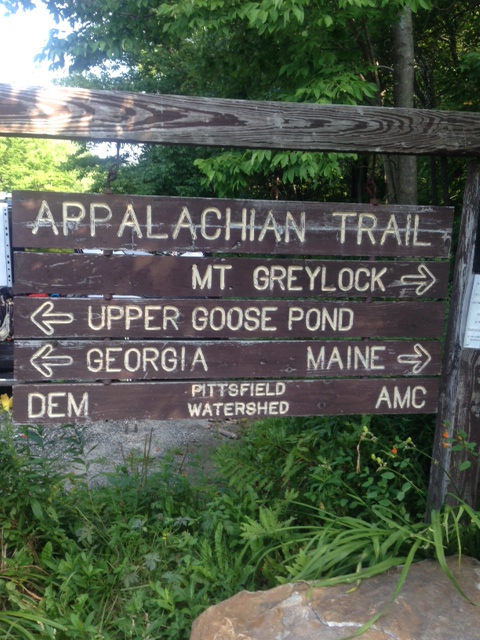 APPALACHIAN TRAIL
MT GREYLOCK →
← UPPER GOOSE POND
← GEORGIA MAINE →
DEM PITTSFIELD WATERSHED AMC